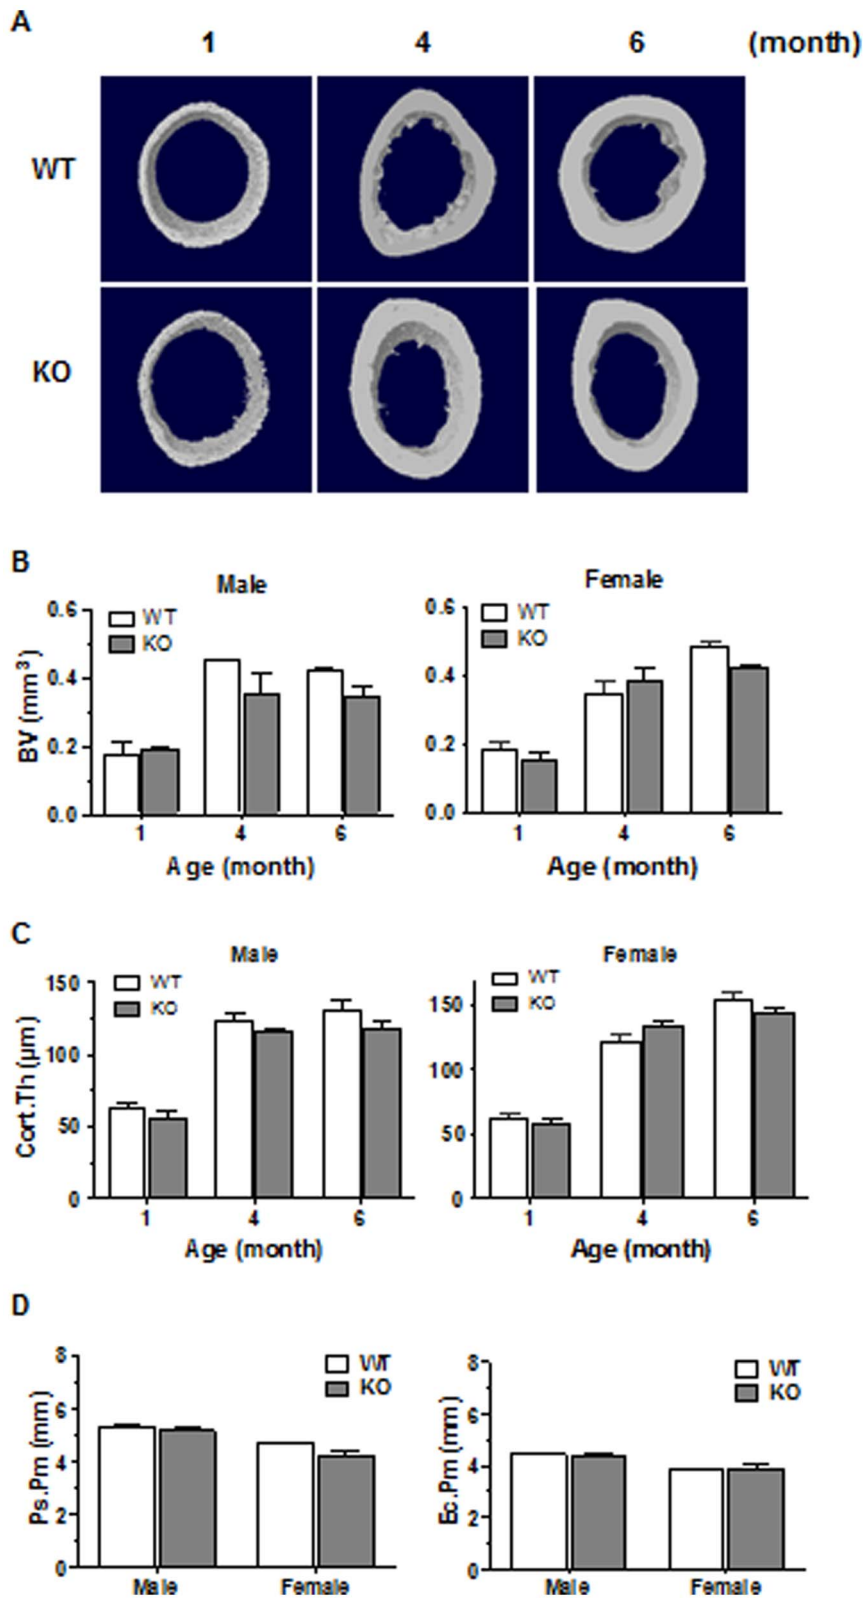 A
1 4 6 (month)
WT
KO
B
Male
WT
KO
0.6
0.4
0.2
0.0
BV (mm³)
1 4 6
Age (month)
Female
WT
KO
0.6
0.4
0.2
0.0
1 4 6
Age (month)
C
Male
WT
KO
150
100
50
0
Cort.Th (µm)
1 4 6
Age (month)
Female
WT
KO
150
100
50
0
1 4 6
Age (month)
D
WT
KO
8
6
4
2
0
Ps.Pm (mm)
Male Female
WT
KO
8
6
4
2
0
Ec.Pm (mm)
Male Female